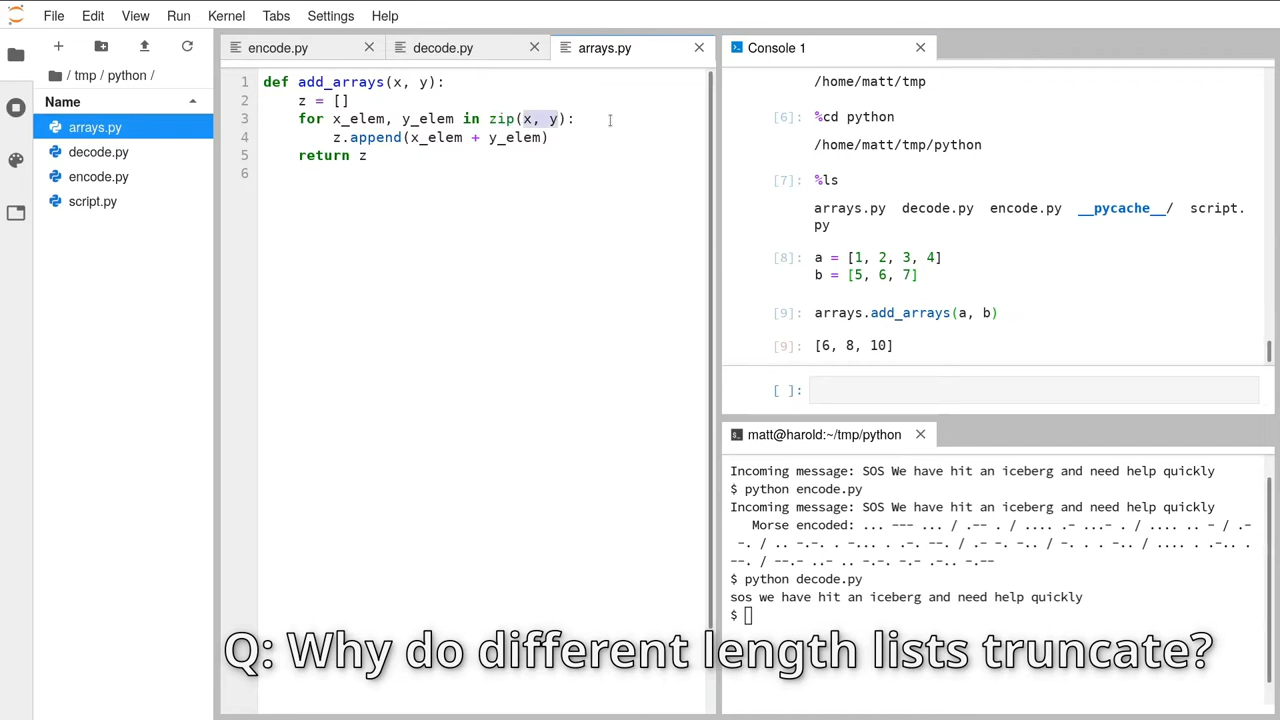 File Edit View Run Kernel Tabs Settings Help
/ tmp / python /
Name
arrays.py
decode.py
encode.py
script.py
encode.py decode.py arrays.py
1 def add_arrays(x, y):
2 z = []
3 for x_elem, y_elem in zip(x, y):
4 z.append(x_elem + y_elem)
5 return z
6
Console 1
/home/matt/tmp
[6]: %cd python
/home/matt/tmp/python
[7]: %ls
arrays.py decode.py encode.py __pycache__/ script.
py
[8]: a = [1, 2, 3, 4]
b = [5, 6, 7]
[9]: arrays.add_arrays(a, b)
[9]: [6, 8, 10]
[ ]:
matt@harold:~/tmp/python
Incoming message: SOS We have hit an iceberg and need help quickly
$ python encode.py
Incoming message: SOS We have hit an iceberg and need help quickly
Morse encoded: ... --- ... / .-- . / .... .- ...- . / .... .. - / .-
-. / .. -.-. . -... . .-. --. / .- -. -.. / -. . . -.. / .... . .-.. .
--. / --.- ..- .. -.-. -.- .-.. -.--
$ python decode.py
sos we have hit an iceberg and need help quickly
$
Q: Why do different length lists truncate?